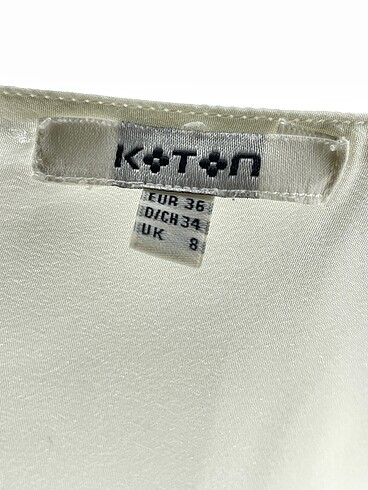 KOTON
EUR 36
D/CH 34
UK 8